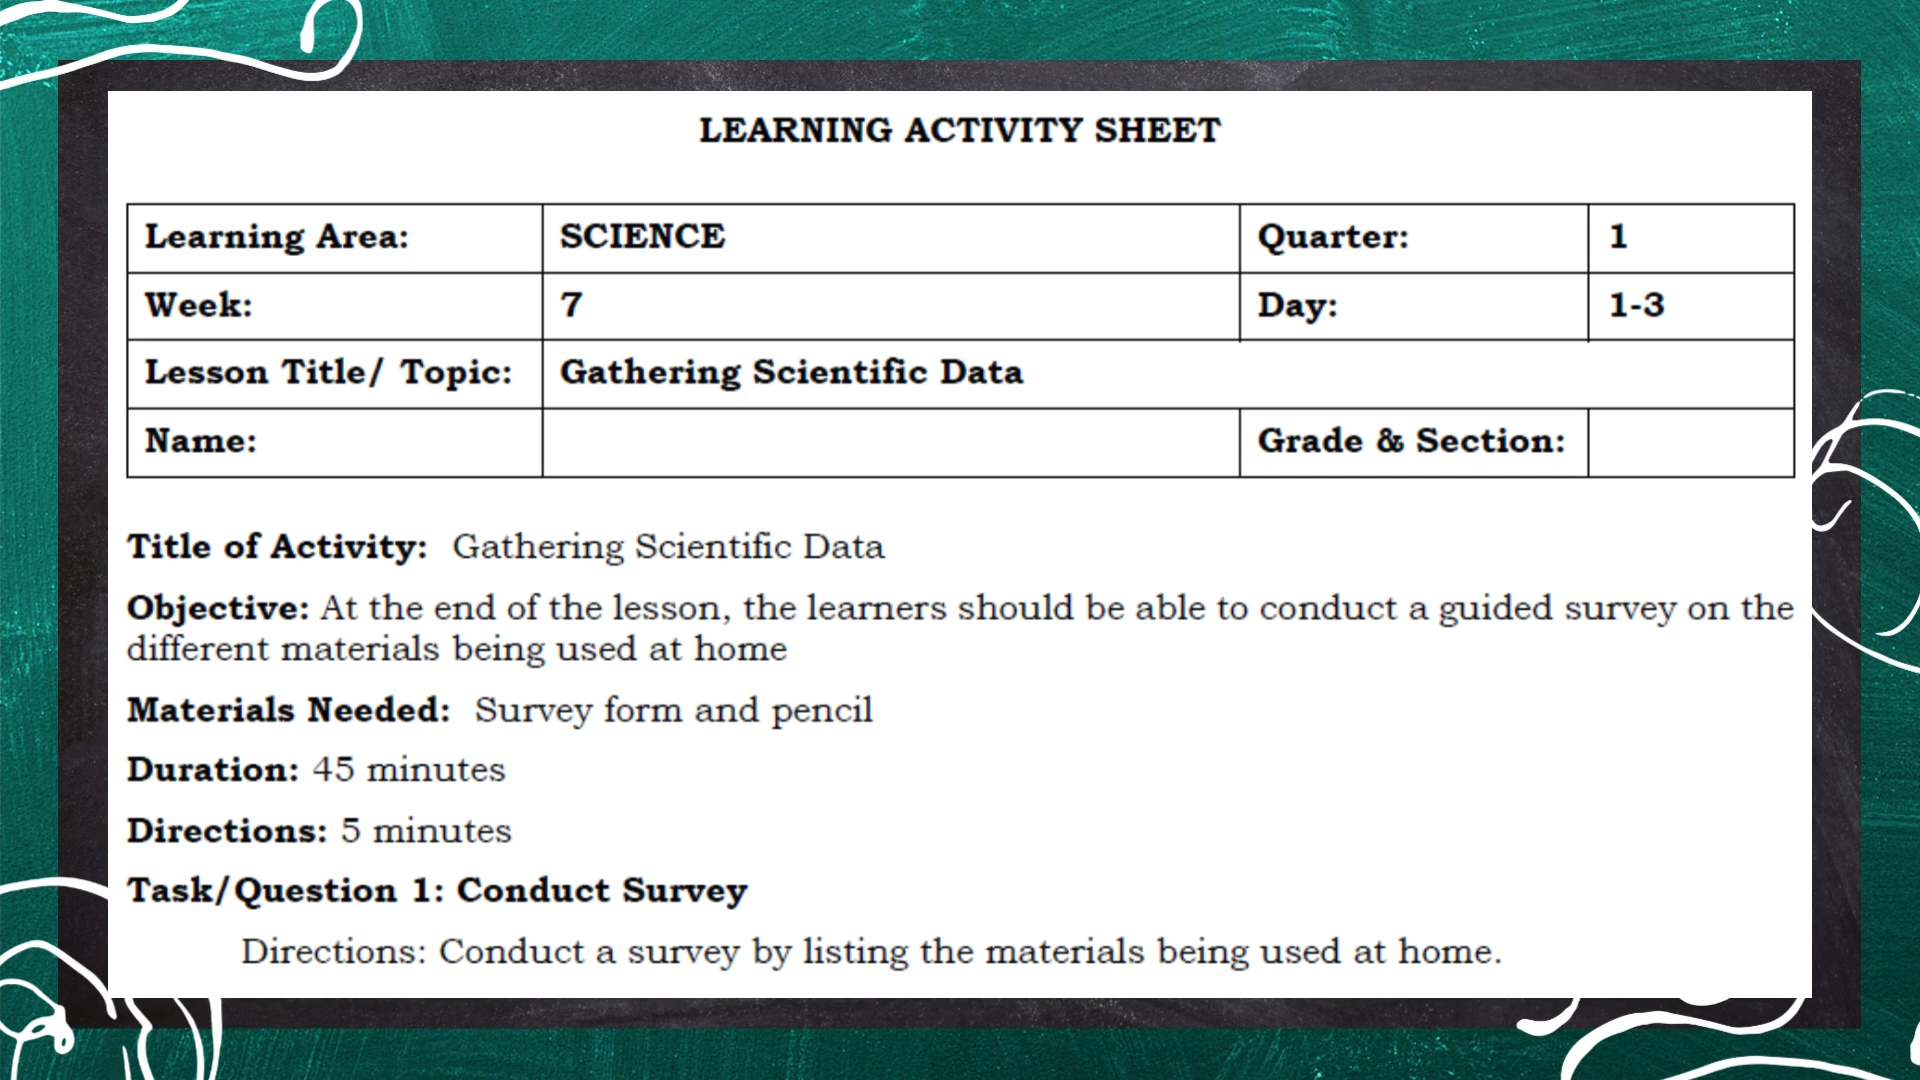 LEARNING ACTIVITY SHEET
Learning Area: SCIENCE Quarter: 1
Week: 7 Day: 1-3
Lesson Title/ Topic: Gathering Scientific Data
Name: Grade & Section:
Title of Activity: Gathering Scientific Data
Objective: At the end of the lesson, the learners should be able to conduct a guided survey on the
different materials being used at home
Materials Needed: Survey form and pencil
Duration: 45 minutes
Directions: 5 minutes
Task/Question 1: Conduct Survey
Directions: Conduct a survey by listing the materials being used at home.